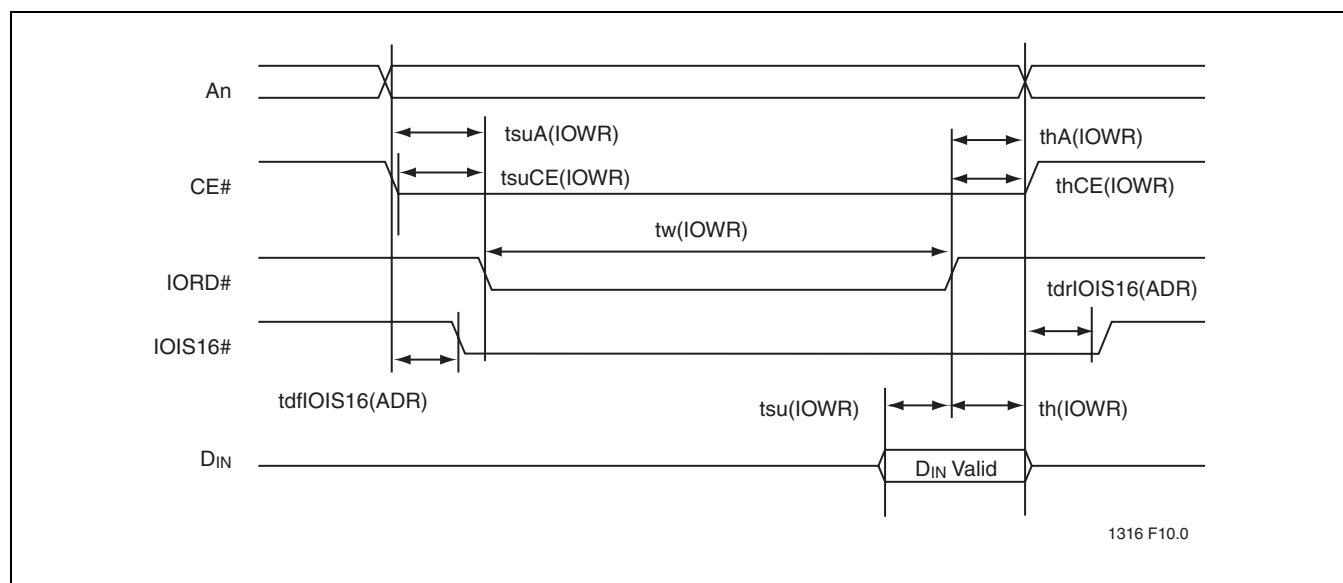 An
tsuA(IOWR)
thA(IOWR)
CE#
tsuCE(IOWR)
thCE(IOWR)
tw(IOWR)
IORD#
tdrIOIS16(ADR)
IOIS16#
tdfIOIS16(ADR)
tsu(IOWR)
th(IOWR)
DIN
DIN Valid
1316 F10.0